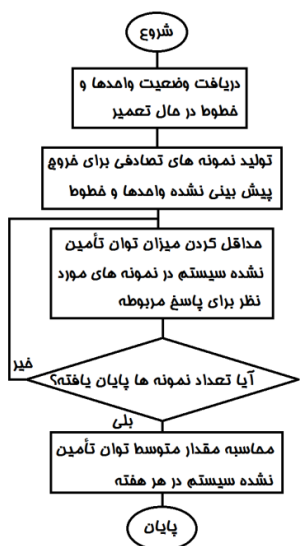 شروع
دریافت وضعیت واحدها و
خطوط در حال تعمیر
تولید نمونه های تصادفی برای خروج
پیش بینی نشده واحدها و خطوط
حداقل کردن میزان توان تأمین
نشده سیستم در نمونه های مورد
نظر برای پاسخ مربوطه
خیر
آیا تعداد نمونه ها پایان یافته؟
بلی
محاسبه مقدار متوسط توان تأمین
نشده سیستم در هر هفته
پایان